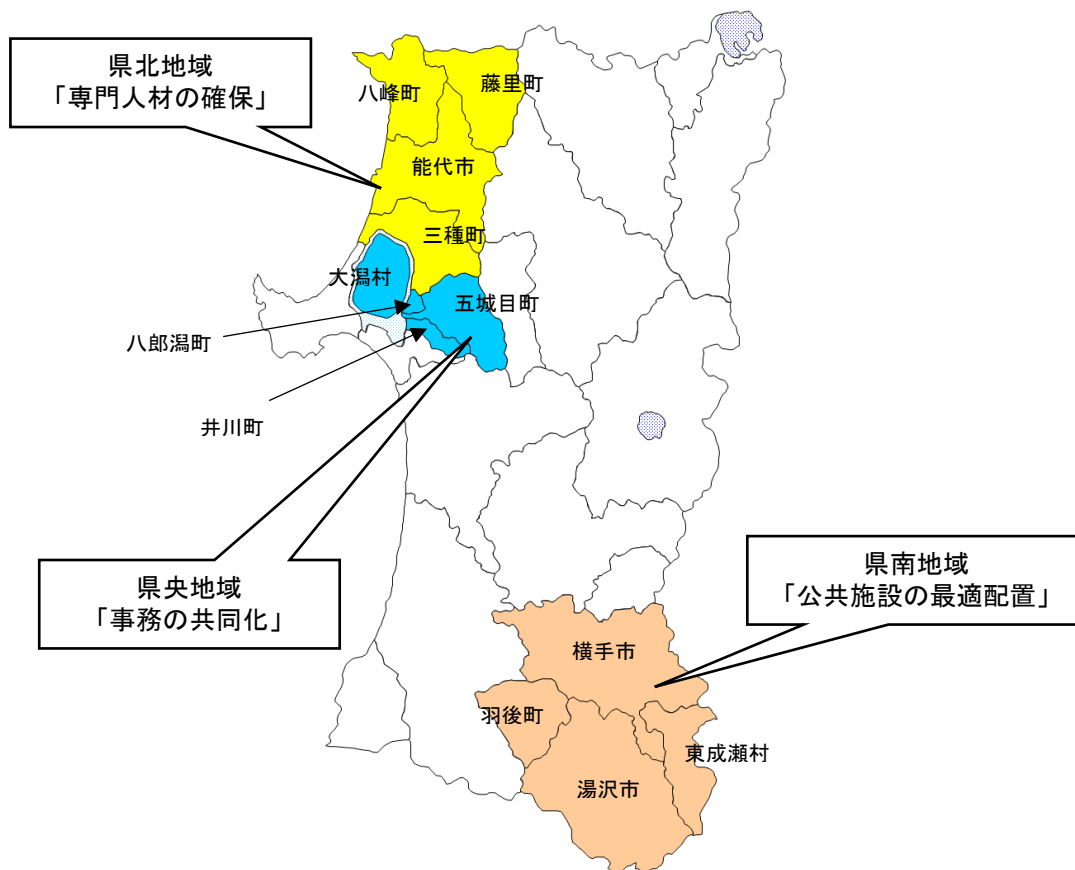 県北地域
「専門人材の確保」
八峰町
藤里町
能代市
三種町
大潟村
五城目町
八郎潟町
井川町
県央地域
「事務の共同化」
県南地域
「公共施設の最適配置」
横手市
羽後町
東成瀬村
湯沢市